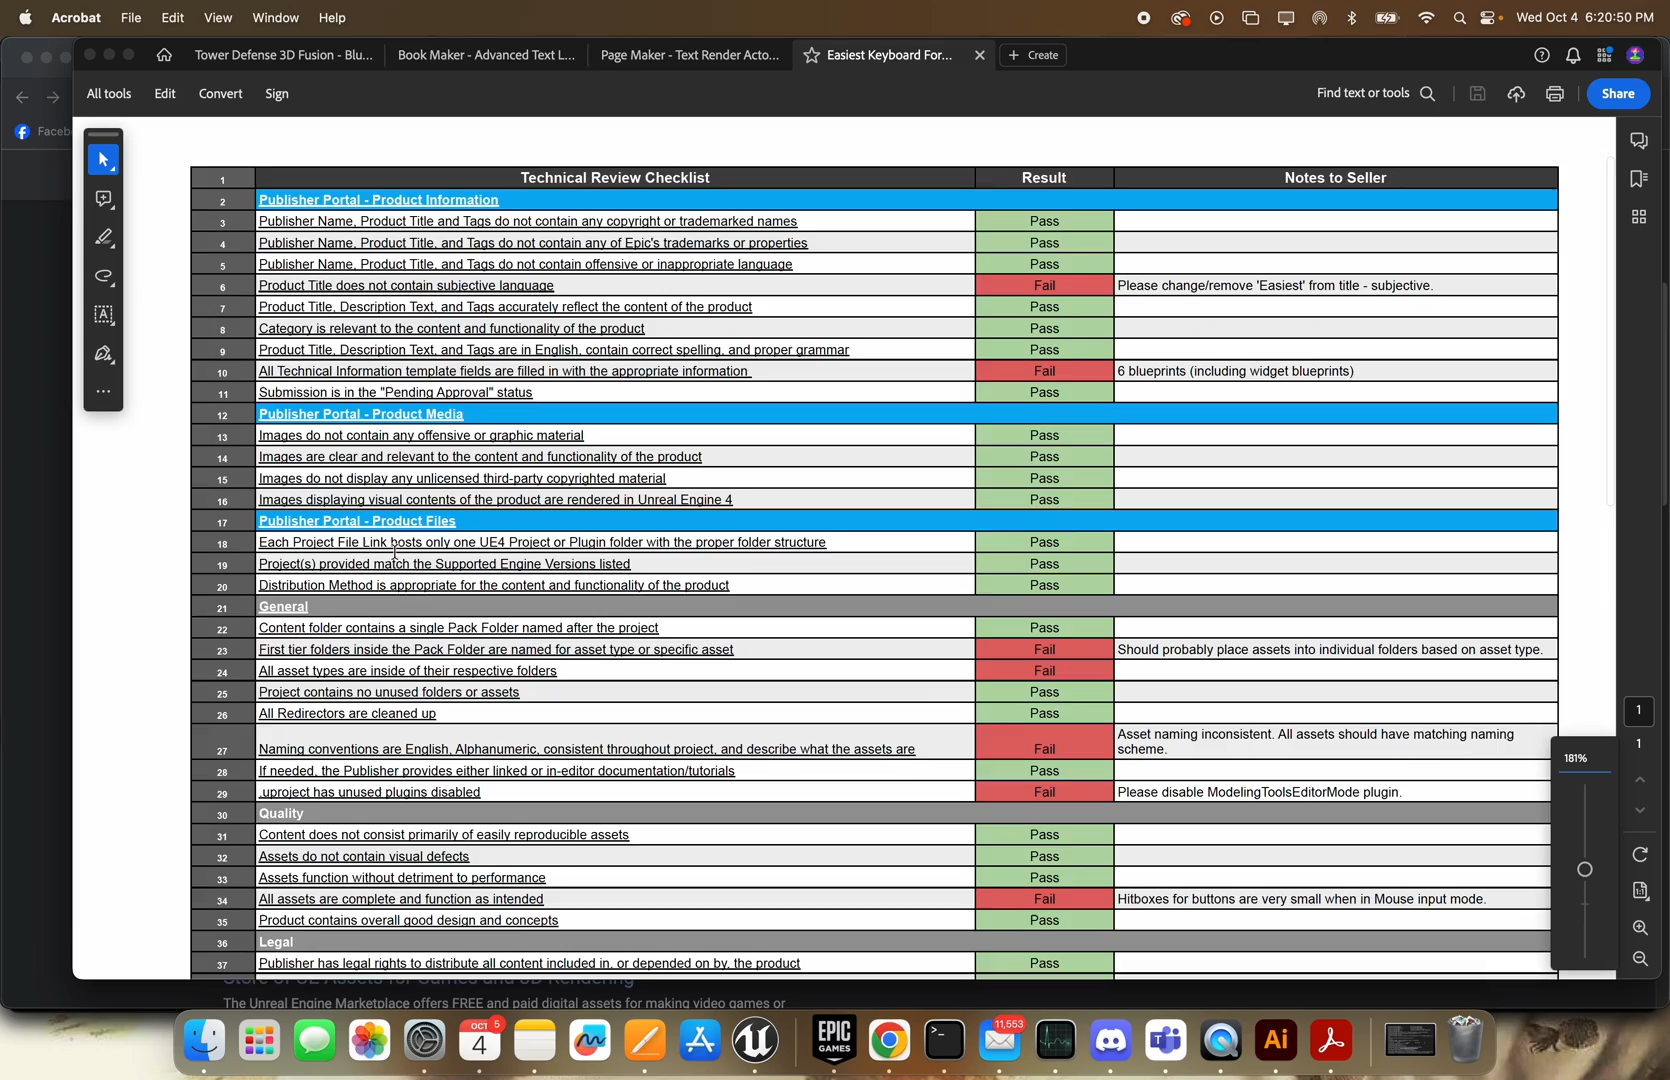 Acrobat File Edit View Window Help
Wed Oct 4 6:20:50 PM
Tower Defense 3D Fusion - Blu... Book Maker - Advanced Text L... Page Maker - Text Render Acto... Easiest Keyboard For... Create
All tools Edit Convert Sign
Find text or tools
Share
Faceb
1 Technical Review Checklist Result Notes to Seller
2 Publisher Portal - Product Information
3 Publisher Name, Product Title and Tags do not contain any copyright or trademarked names Pass
4 Publisher Name, Product Title, and Tags do not contain any of Epic's trademarks or properties Pass
5 Publisher Name, Product Title, and Tags do not contain offensive or inappropriate language Pass
6 Product Title does not contain subjective language Fail Please change/remove 'Easiest' from title - subjective.
7 Product Title, Description Text, and Tags accurately reflect the content of the product Pass
8 Category is relevant to the content and functionality of the product Pass
9 Product Title, Description Text, and Tags are in English, contain correct spelling, and proper grammar Pass
10 All Technical Information template fields are filled in with the appropriate information Fail 6 blueprints (including widget blueprints)
11 Submission is in the "Pending Approval" status Pass
12 Publisher Portal - Product Media
13 Images do not contain any offensive or graphic material Pass
14 Images are clear and relevant to the content and functionality of the product Pass
15 Images do not display any unlicensed third-party copyrighted material Pass
16 Images displaying visual contents of the product are rendered in Unreal Engine 4 Pass
17 Publisher Portal - Product Files
18 Each Project File Link hosts only one UE4 Project or Plugin folder with the proper folder structure Pass
19 Project(s) provided match the Supported Engine Versions listed Pass
20 Distribution Method is appropriate for the content and functionality of the product Pass
21 General
22 Content folder contains a single Pack Folder named after the project Pass
23 First tier folders inside the Pack Folder are named for asset type or specific asset Fail Should probably place assets into individual folders based on asset type.
24 All asset types are inside of their respective folders Fail
25 Project contains no unused folders or assets Pass
26 All Redirectors are cleaned up Pass
Asset naming inconsistent. All assets should have matching naming
27 Naming conventions are English, Alphanumeric, consistent throughout project, and describe what the assets are Fail scheme.
28 If needed, the Publisher provides either linked or in-editor documentation/tutorials Pass
29 .uproject has unused plugins disabled Fail Please disable ModelingToolsEditorMode plugin.
30 Quality
31 Content does not consist primarily of easily reproducible assets Pass
32 Assets do not contain visual defects Pass
33 Assets function without detriment to performance Pass
34 All assets are complete and function as intended Fail Hitboxes for buttons are very small when in Mouse input mode.
35 Product contains overall good design and concepts Pass
36 Legal
37 Publisher has legal rights to distribute all content included in, or depended on by, the product Pass
1
1
181%
The Unreal Engine Marketplace offers FREE and paid digital assets for making video games or
OCT 5
4
EPIC
GAMES
11,553
Ai